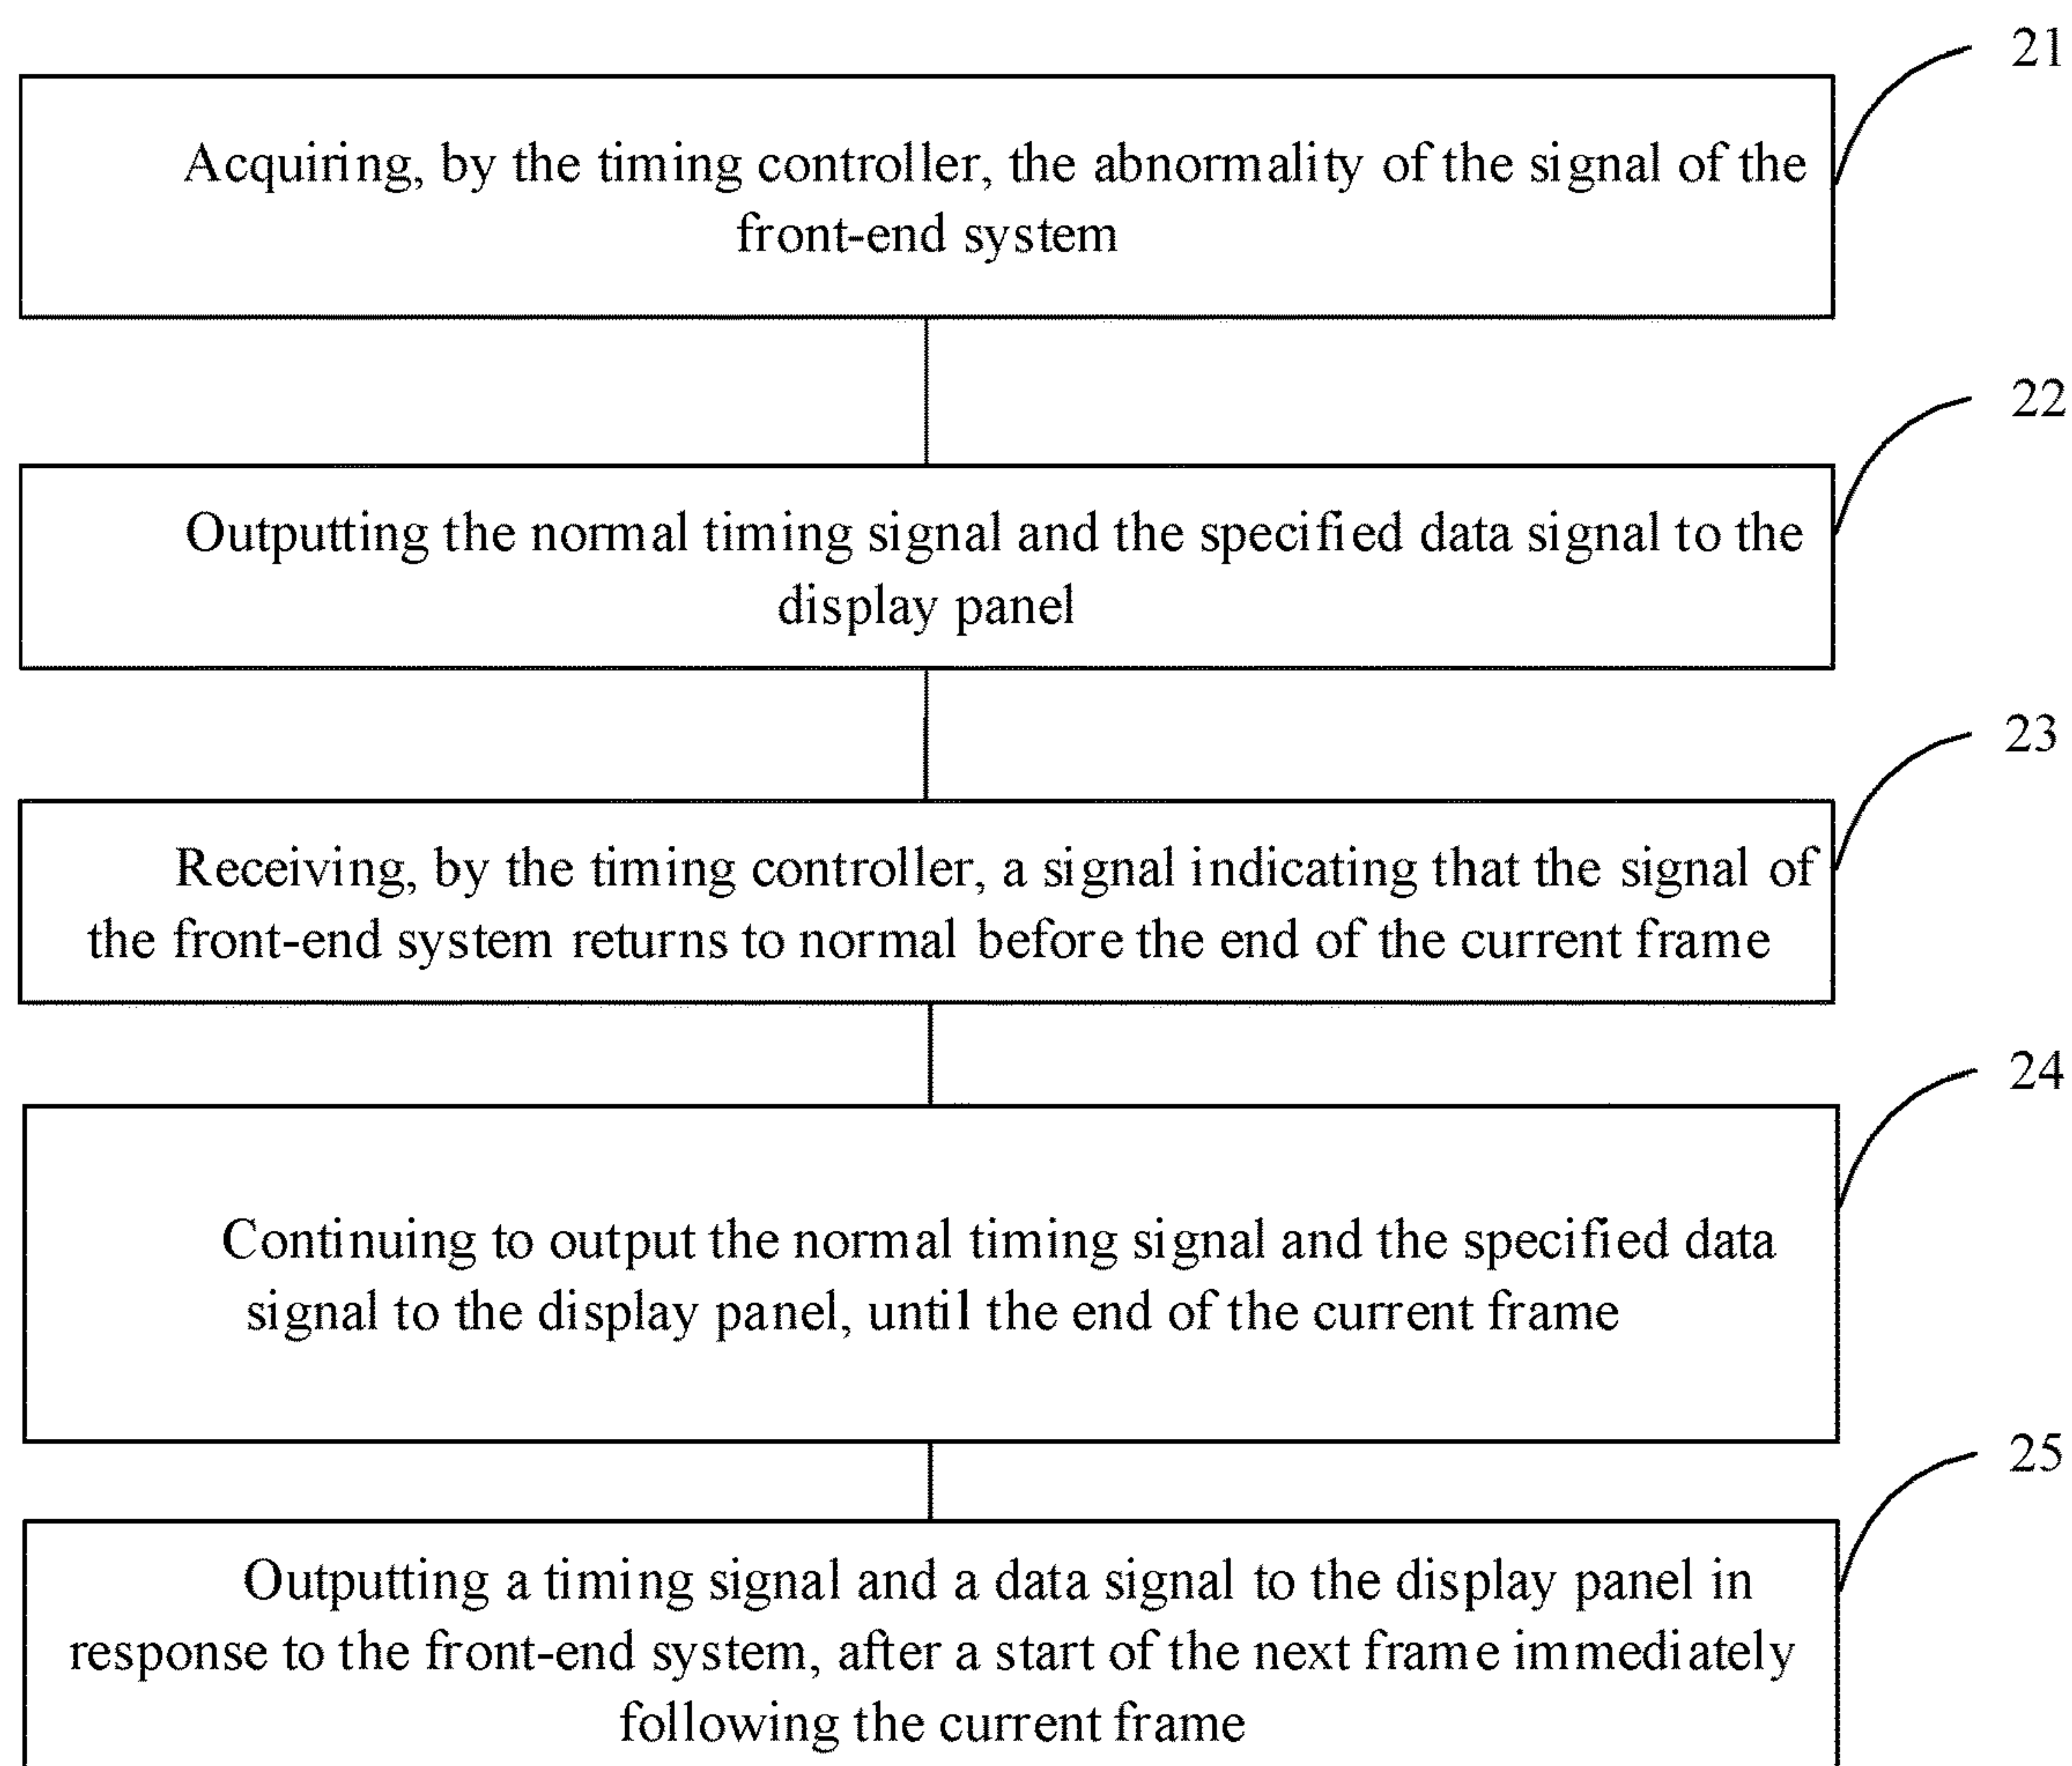 21
Acquiring, by the timing controller, the abnormality of the signal of the
front-end system
22
Outputting the normal timing signal and the specified data signal to the
display panel
23
Receiving, by the timing controller, a signal indicating that the signal of
the front-end system returns to normal before the end of the current frame
24
Continuing to output the normal timing signal and the specified data
signal to the display panel, until the end of the current frame
25
Outputting a timing signal and a data signal to the display panel in
response to the front-end system, after a start of the next frame immediately
following the current frame